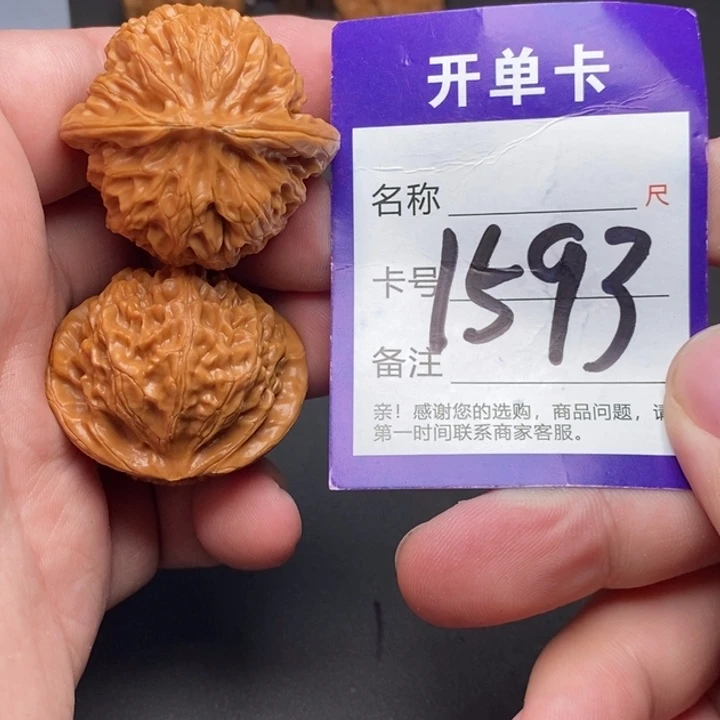 开单卡
名称 尺
卡号 1593
备注
亲！感谢您的选购，商品问题，请
第一时间联系商家客服。